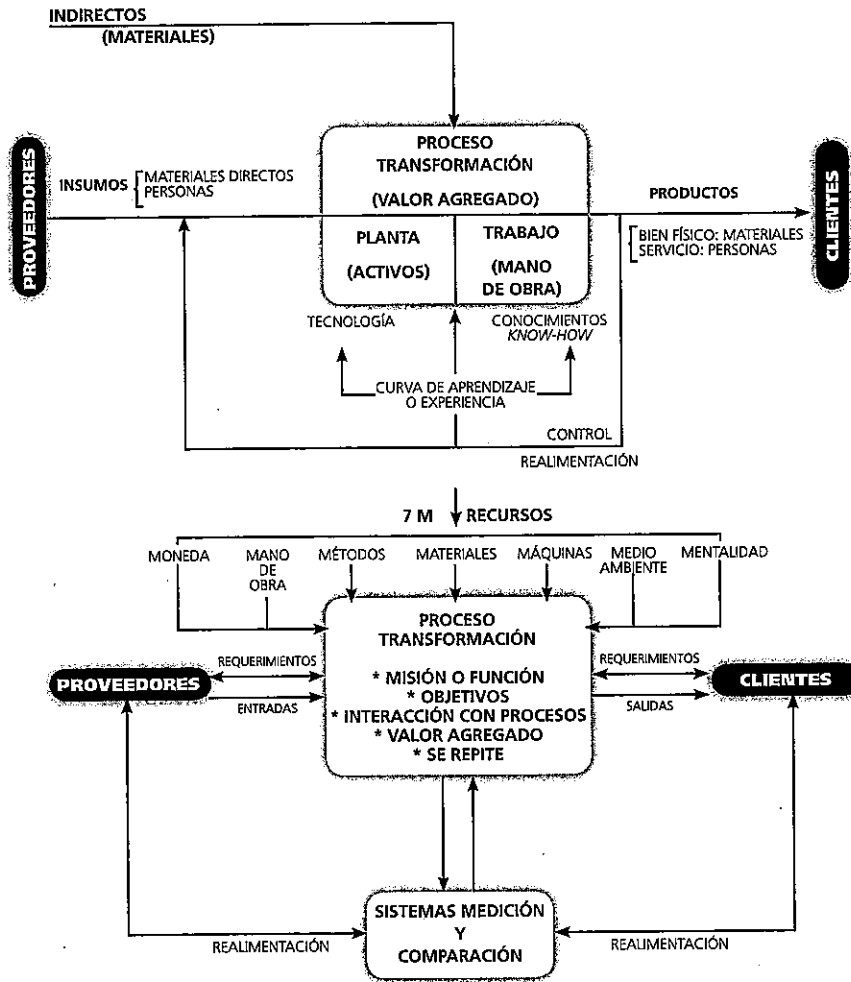 INDIRECTOS
(MATERIALES)
PROVEEDORES
INSUMOS
MATERIALES DIRECTOS
PERSONAS
PROCESO
TRANSFORMACIÓN
(VALOR AGREGADO)
PLANTA
(ACTIVOS)
TRABAJO
(MANO
DE OBRA)
PRODUCTOS
BIEN FÍSICO: MATERIALES
SERVICIO: PERSONAS
CLIENTES
TECNOLOGÍA
CONOCIMIENTOS
KNOW-HOW
CURVA DE APRENDIZAJE
O EXPERIENCIA
CONTROL
REALIMENTACIÓN
7 M RECURSOS
MONEDA
MANO
DE
OBRA
MÉTODOS
MATERIALES
MÁQUINAS
MEDIO
AMBIENTE
MENTALIDAD
PROCESO
TRANSFORMACIÓN
* MISIÓN O FUNCIÓN
* OBJETIVOS
* INTERACCIÓN CON PROCESOS
* VALOR AGREGADO
* SE REPITE
PROVEEDORES
REQUERIMIENTOS
ENTRADAS
REQUERIMIENTOS
SALIDAS
CLIENTES
SISTEMAS MEDICIÓN
Y
COMPARACIÓN
REALIMENTACIÓN
REALIMENTACIÓN